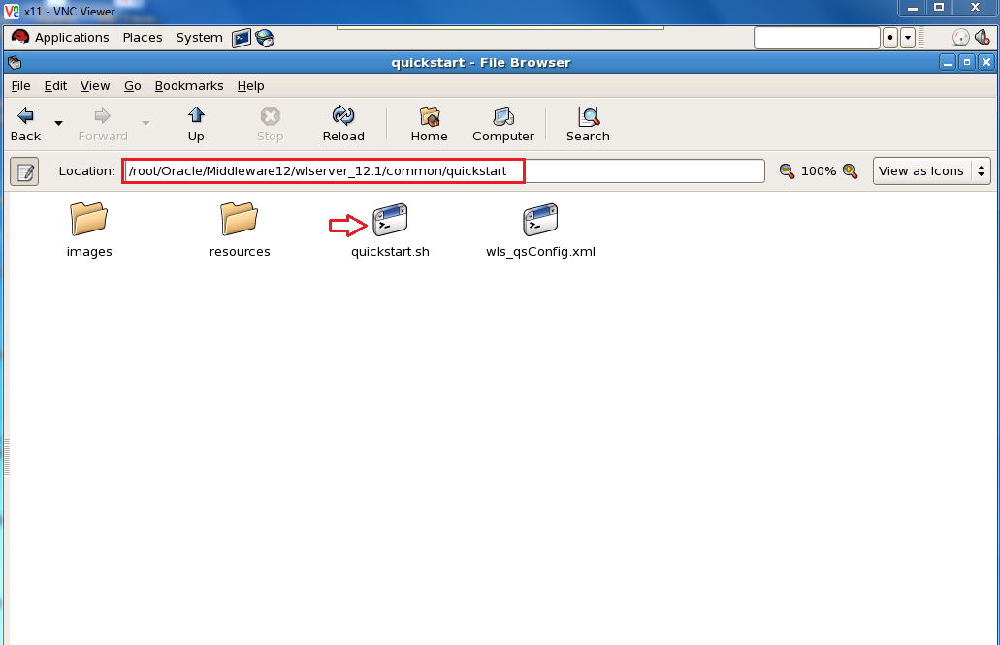 x11 - VNC Viewer
Applications Places System
quickstart - File Browser
File Edit View Go Bookmarks Help
Back Forward Up Stop Reload Home Computer Search
Location: /root/Oracle/Middleware12/wlserver_12.1/common/quickstart 100% View as Icons
images resources quickstart.sh wls_qsConfig.xml